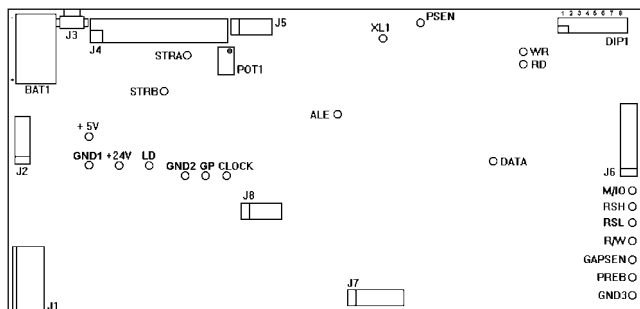 PSEN
1 2 3 4 5 6 7 8
J3
J4
J5
XL1
DIP1
STRA
WR
RD
POT1
BAT1
STRB
ALE
+ 5V
J2
GND1 +24V LD
GND2 GP CLOCK
DATA
J6
M/IO
RSH
J8
RSL
R/W
GAPSEN
PREB
J7
GND3
J1